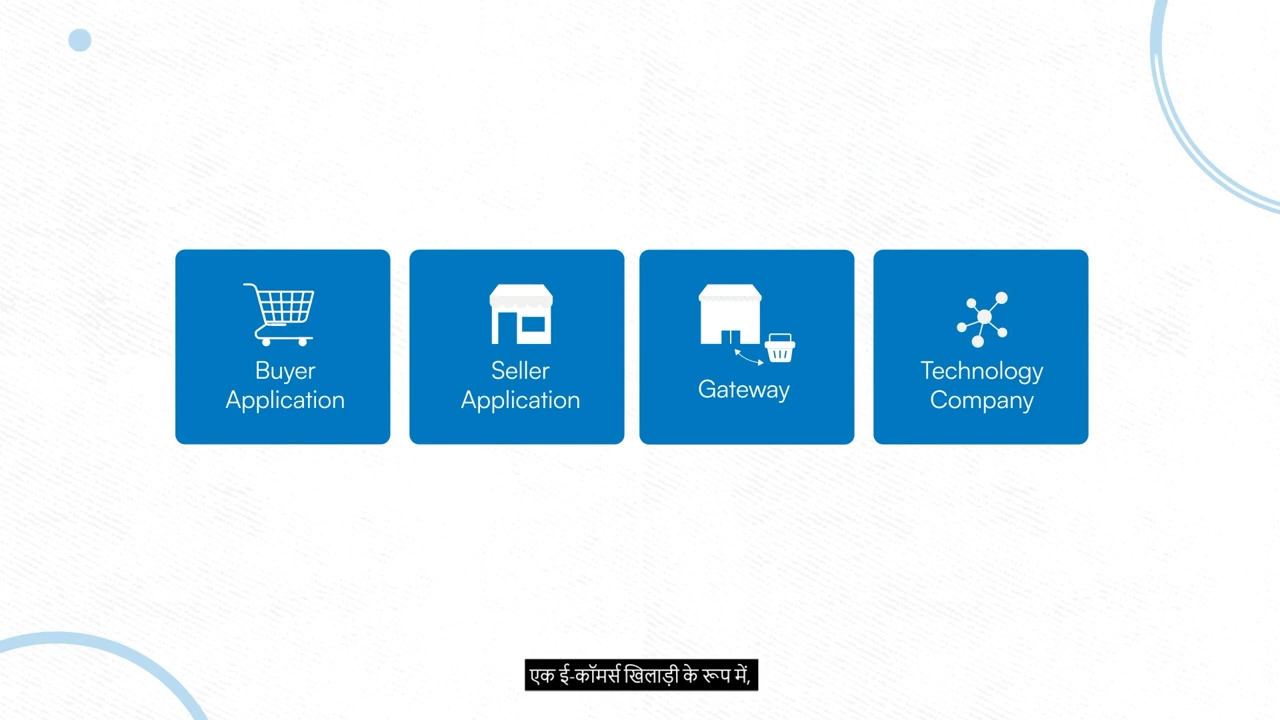 Buyer
Application
Seller
Application
Gateway
Technology
Company
एक ई-कॉमर्स खिलाड़ी के रूप में,